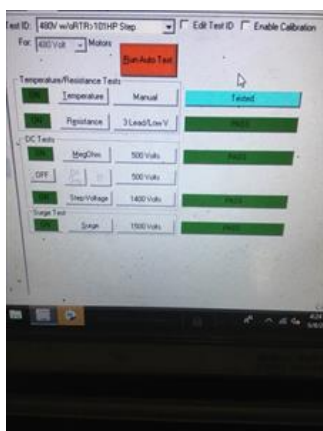 Test ID: 480V w/oRTR>101HP Step Edit Test ID Enable Calibration
For: 480 Volt Motors
Run Auto Test
Temperature/Resistance Tests
ON Temperature Manual Tested
ON Resistance 3 Lead/Low V PASS
DC Tests
ON MegOhm 500 Volts PASS
OFF 500 Volts
ON Step Voltage 1400 Volts PASS
Surge Test
ON Surge 1500 Volts PASS